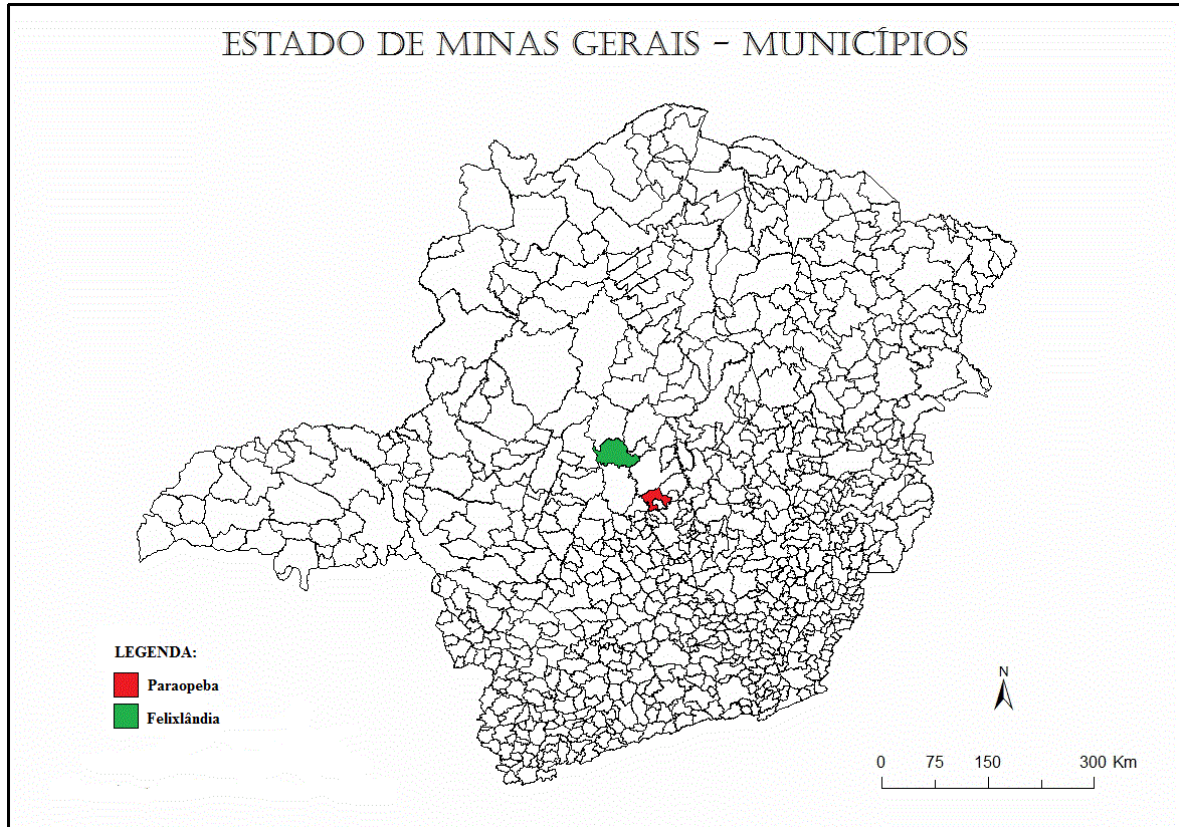 ESTADO DE MINAS GERAIS - MUNICÍPIOS
LEGENDA:
Paraopeba
Felixlândia
N
0 75 150 300 Km